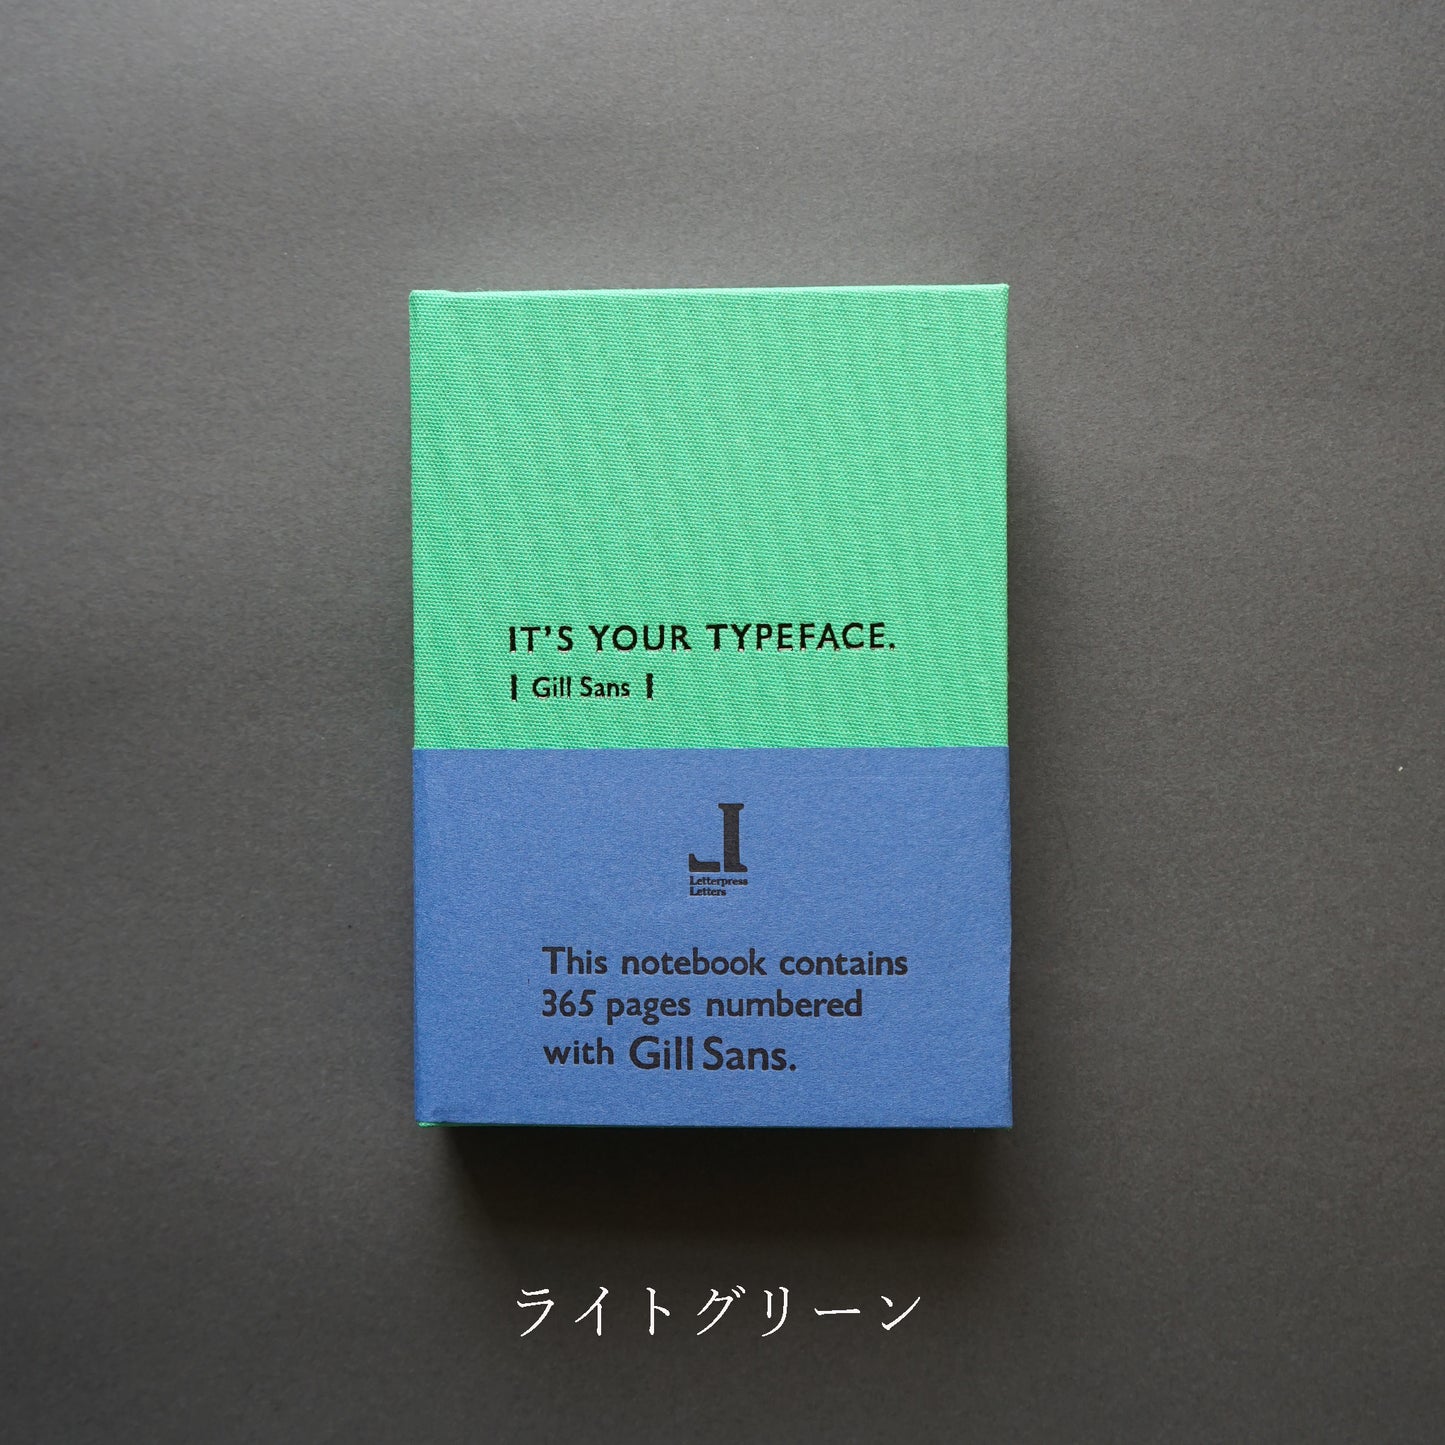 IT'S YOUR TYPEFACE.
| Gill Sans |
Letterpress
Letters
This notebook contains
365 pages numbered
with Gill Sans.
ライトグリーン